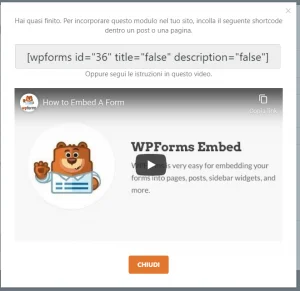 Hai quasi finito. Per incorporare questo modulo nel tuo sito, incolla il seguente shortcode
dentro un post o una pagina.
[wpforms id="36" title="false" description="false"]
Oppure segui le istruzioni in questo video.
How to Embed A Form
WPForms Embed
is very easy for embedding your
forms into pages, posts, sidebar widgets, and
more.
CHIUDI